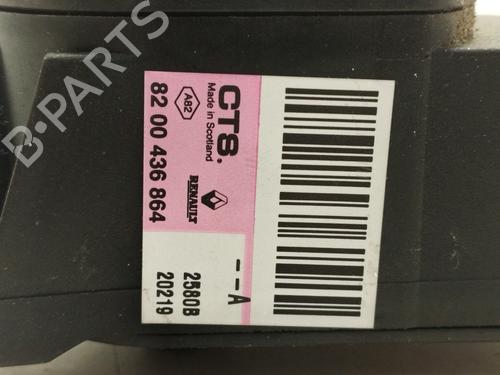 CTS.
Made in Scotland
A82
82 00 436 864
RENAULT
--A
2580B
20219
B-PARTS